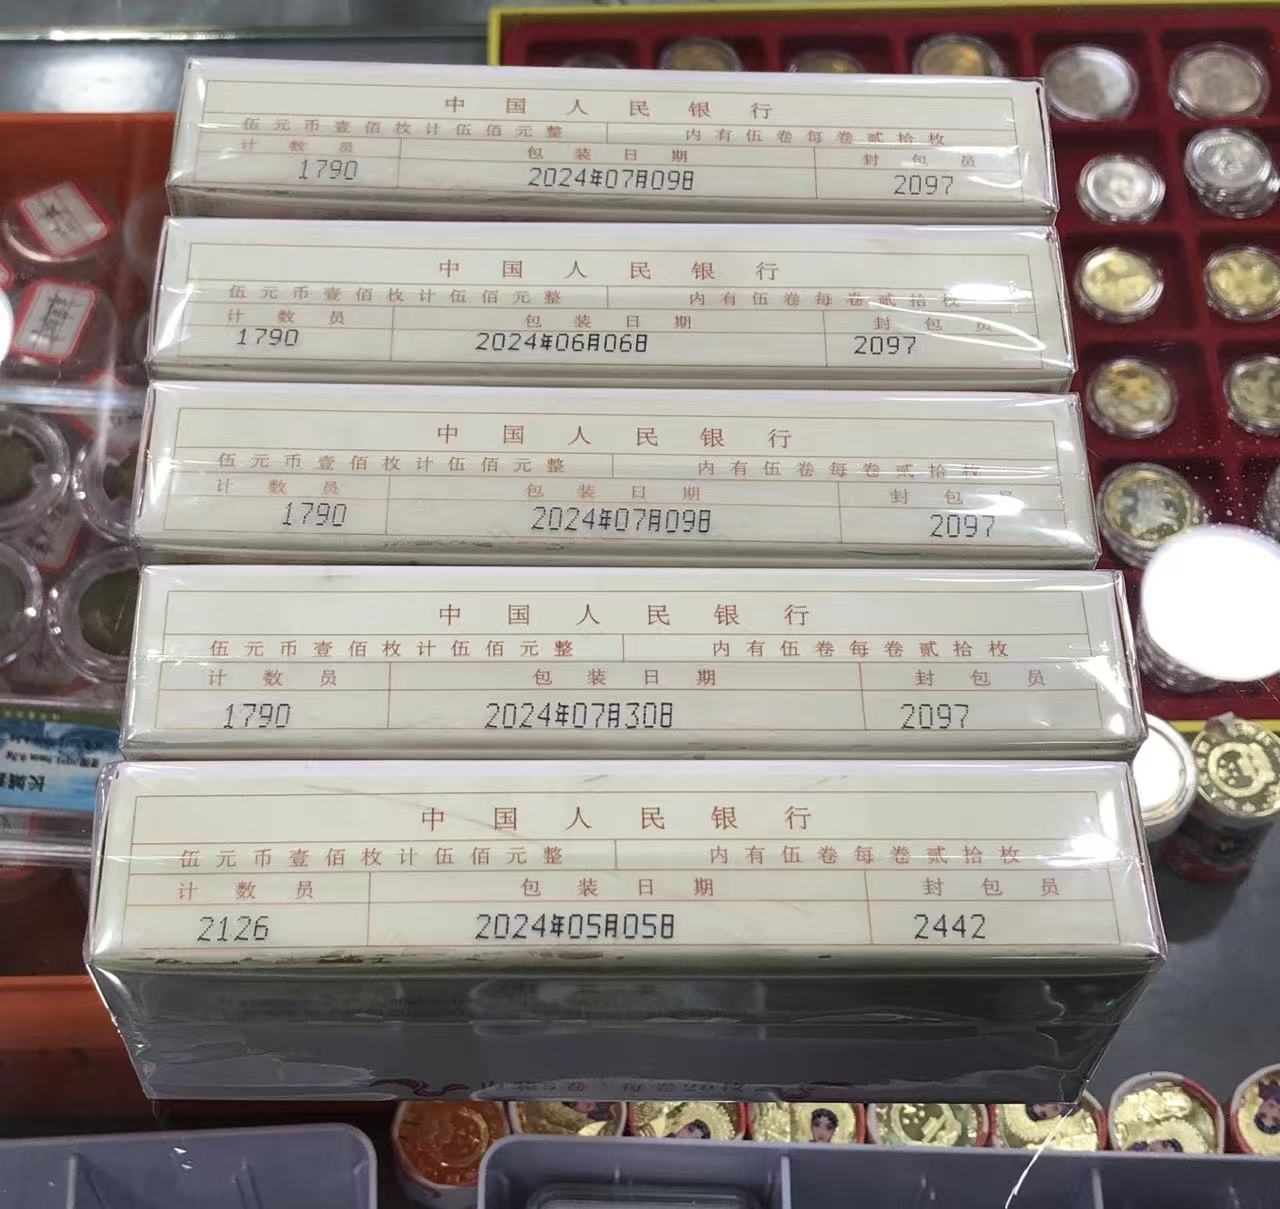 中国人民银行
伍元币壹佰枚计伍佰元整 内有伍卷每卷贰拾枚
计数员 包装日期 封包员
1790 2024年07月09日 2097
中国人民银行
伍元币壹佰枚计伍佰元整 内有伍卷每卷贰拾枚
计数员 包装日期 封包员
1790 2024年06月06日 2097
中国人民银行
伍元币壹佰枚计伍佰元整 内有伍卷每卷贰拾枚
计数员 包装日期 封包员
1790 2024年07月09日 2097
中国人民银行
伍元币壹佰枚计伍佰元整 内有伍卷每卷贰拾枚
计数员 包装日期 封包员
1790 2024年07月30日 2097
中国人民银行
伍元币壹佰枚计伍佰元整 内有伍卷每卷贰拾枚
计数员 包装日期 封包员
2126 2024年05月05日 2442
长城